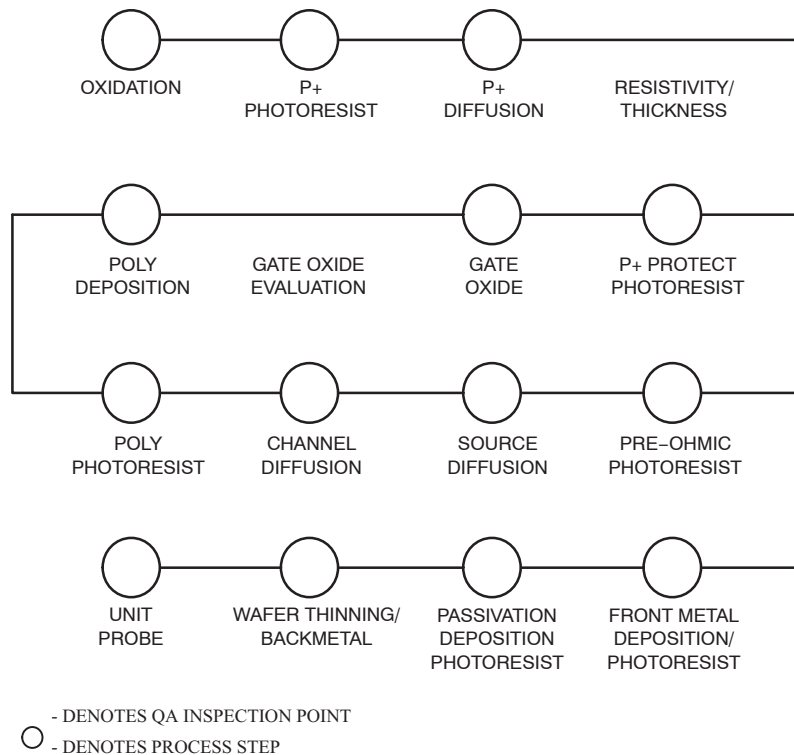 OXIDATION
P+
PHOTORESIST
P+
DIFFUSION
RESISTIVITY/
THICKNESS
POLY
DEPOSITION
GATE OXIDE
EVALUATION
GATE
OXIDE
P+ PROTECT
PHOTORESIST
POLY
PHOTORESIST
CHANNEL
DIFFUSION
SOURCE
DIFFUSION
PRE−OHMIC
PHOTORESIST
UNIT
PROBE
WAFER THINNING/
BACKMETAL
PASSIVATION
DEPOSITION
PHOTORESIST
FRONT METAL
DEPOSITION/
PHOTORESIST
- DENOTES QA INSPECTION POINT
- DENOTES PROCESS STEP